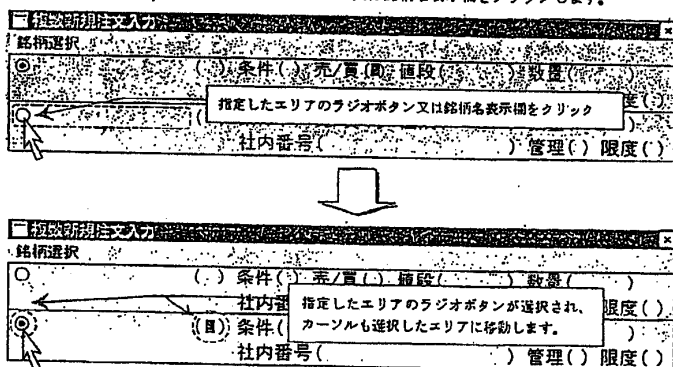 銘柄名表示欄をクリックします。
複数新規注文入力
銘柄選択
( ) 条件( ) 売/買(■) 値段( ) 数量( )
指定したエリアのラジオボタン又は銘柄名表示欄をクリック
社内番号( ) 管理( ) 限度( )
複数新規注文入力
銘柄選択
( ) 条件( ) 売/買( ) 値段( ) 数量( )
社内番 限度( )
指定したエリアのラジオボタンが選択され、
カーソルも選択したエリアに移動します。
(■) 条件(
社内番号( ) 管理( ) 限度( )